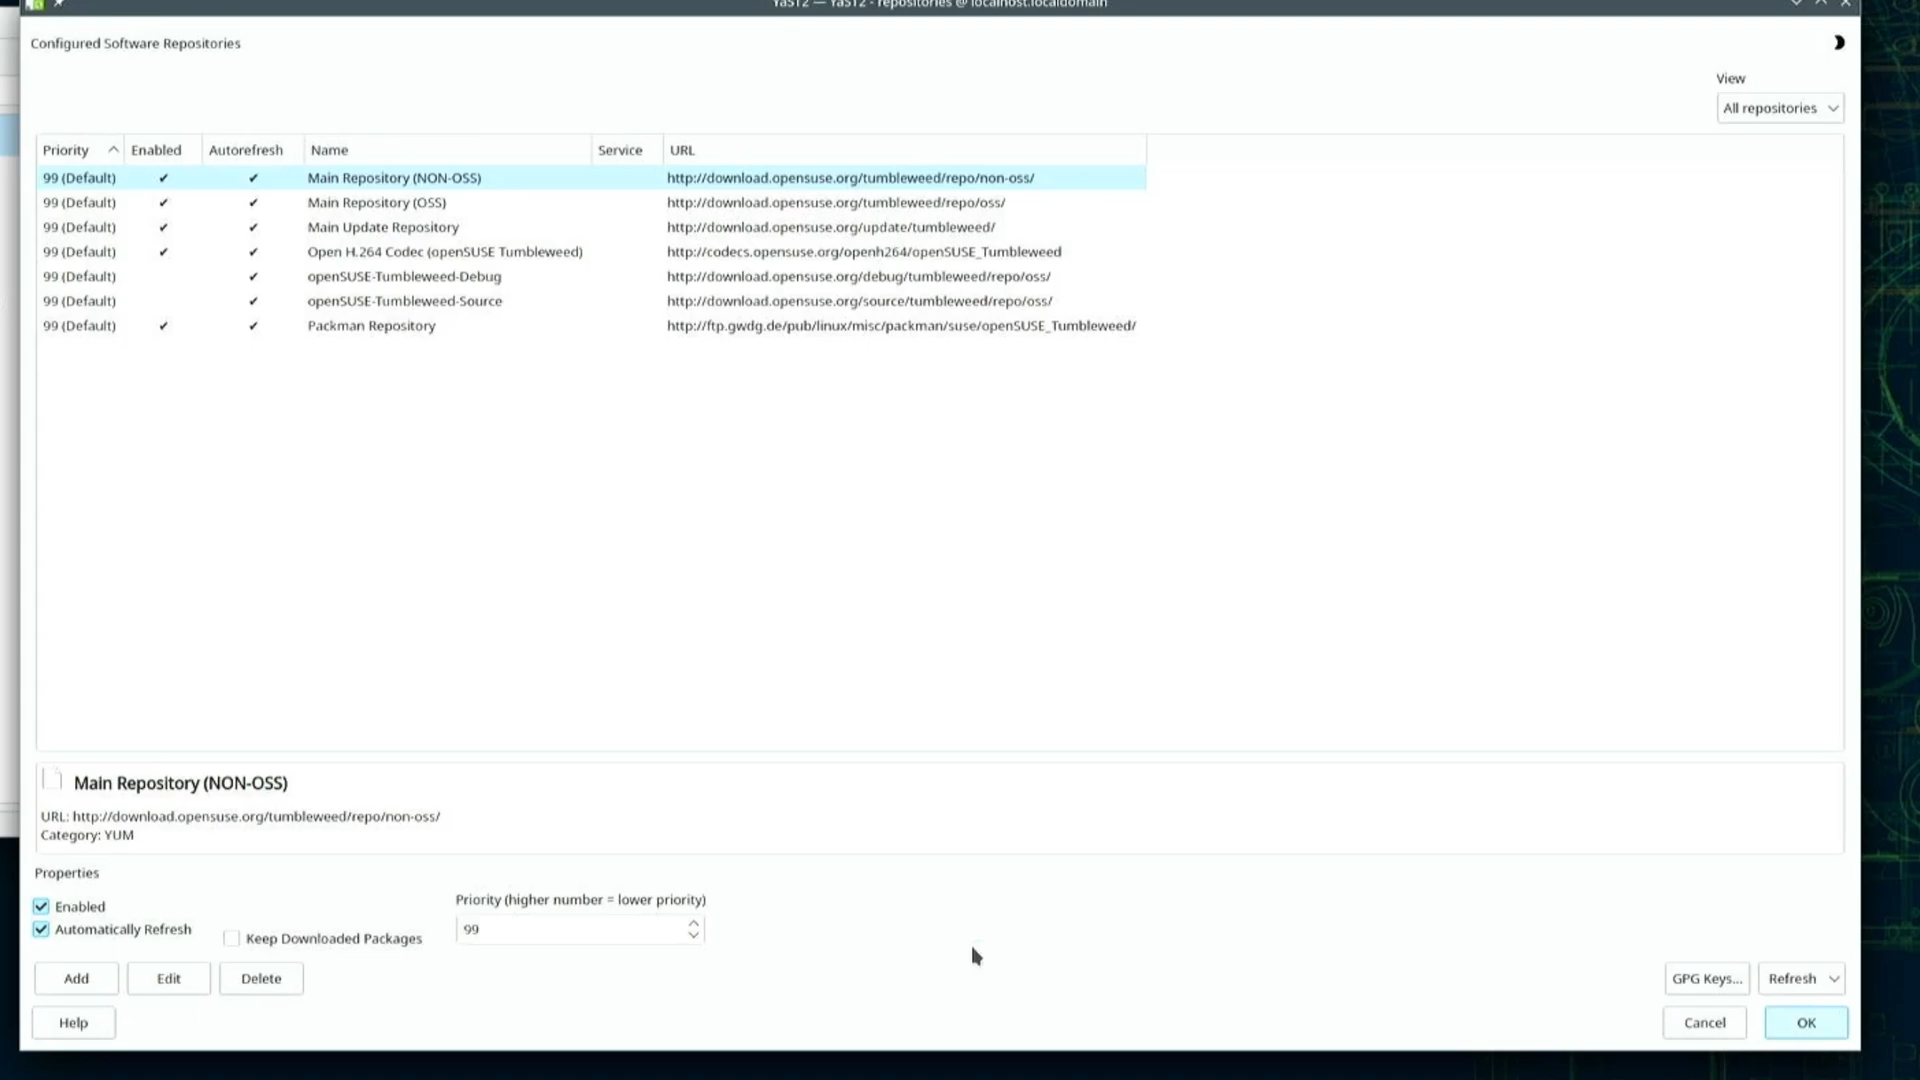 YaST2 — YaST2 - repositories @ localhost.localdomain
Configured Software Repositories
View
All repositories
Priority Enabled Autorefresh Name Service URL
99 (Default) ✔ ✔ Main Repository (NON-OSS) http://download.opensuse.org/tumbleweed/repo/non-oss/
99 (Default) ✔ ✔ Main Repository (OSS) http://download.opensuse.org/tumbleweed/repo/oss/
99 (Default) ✔ ✔ Main Update Repository http://download.opensuse.org/update/tumbleweed/
99 (Default) ✔ ✔ Open H.264 Codec (openSUSE Tumbleweed) http://codecs.opensuse.org/openh264/openSUSE_Tumbleweed
99 (Default) ✔ openSUSE-Tumbleweed-Debug http://download.opensuse.org/debug/tumbleweed/repo/oss/
99 (Default) ✔ openSUSE-Tumbleweed-Source http://download.opensuse.org/source/tumbleweed/repo/oss/
99 (Default) ✔ ✔ Packman Repository http://ftp.gwdg.de/pub/linux/misc/packman/suse/openSUSE_Tumbleweed/
Main Repository (NON-OSS)
URL: http://download.opensuse.org/tumbleweed/repo/non-oss/
Category: YUM
Properties
Enabled
Automatically Refresh
Keep Downloaded Packages
Priority (higher number = lower priority)
99
Add Edit Delete
GPG Keys... Refresh
Help
Cancel OK